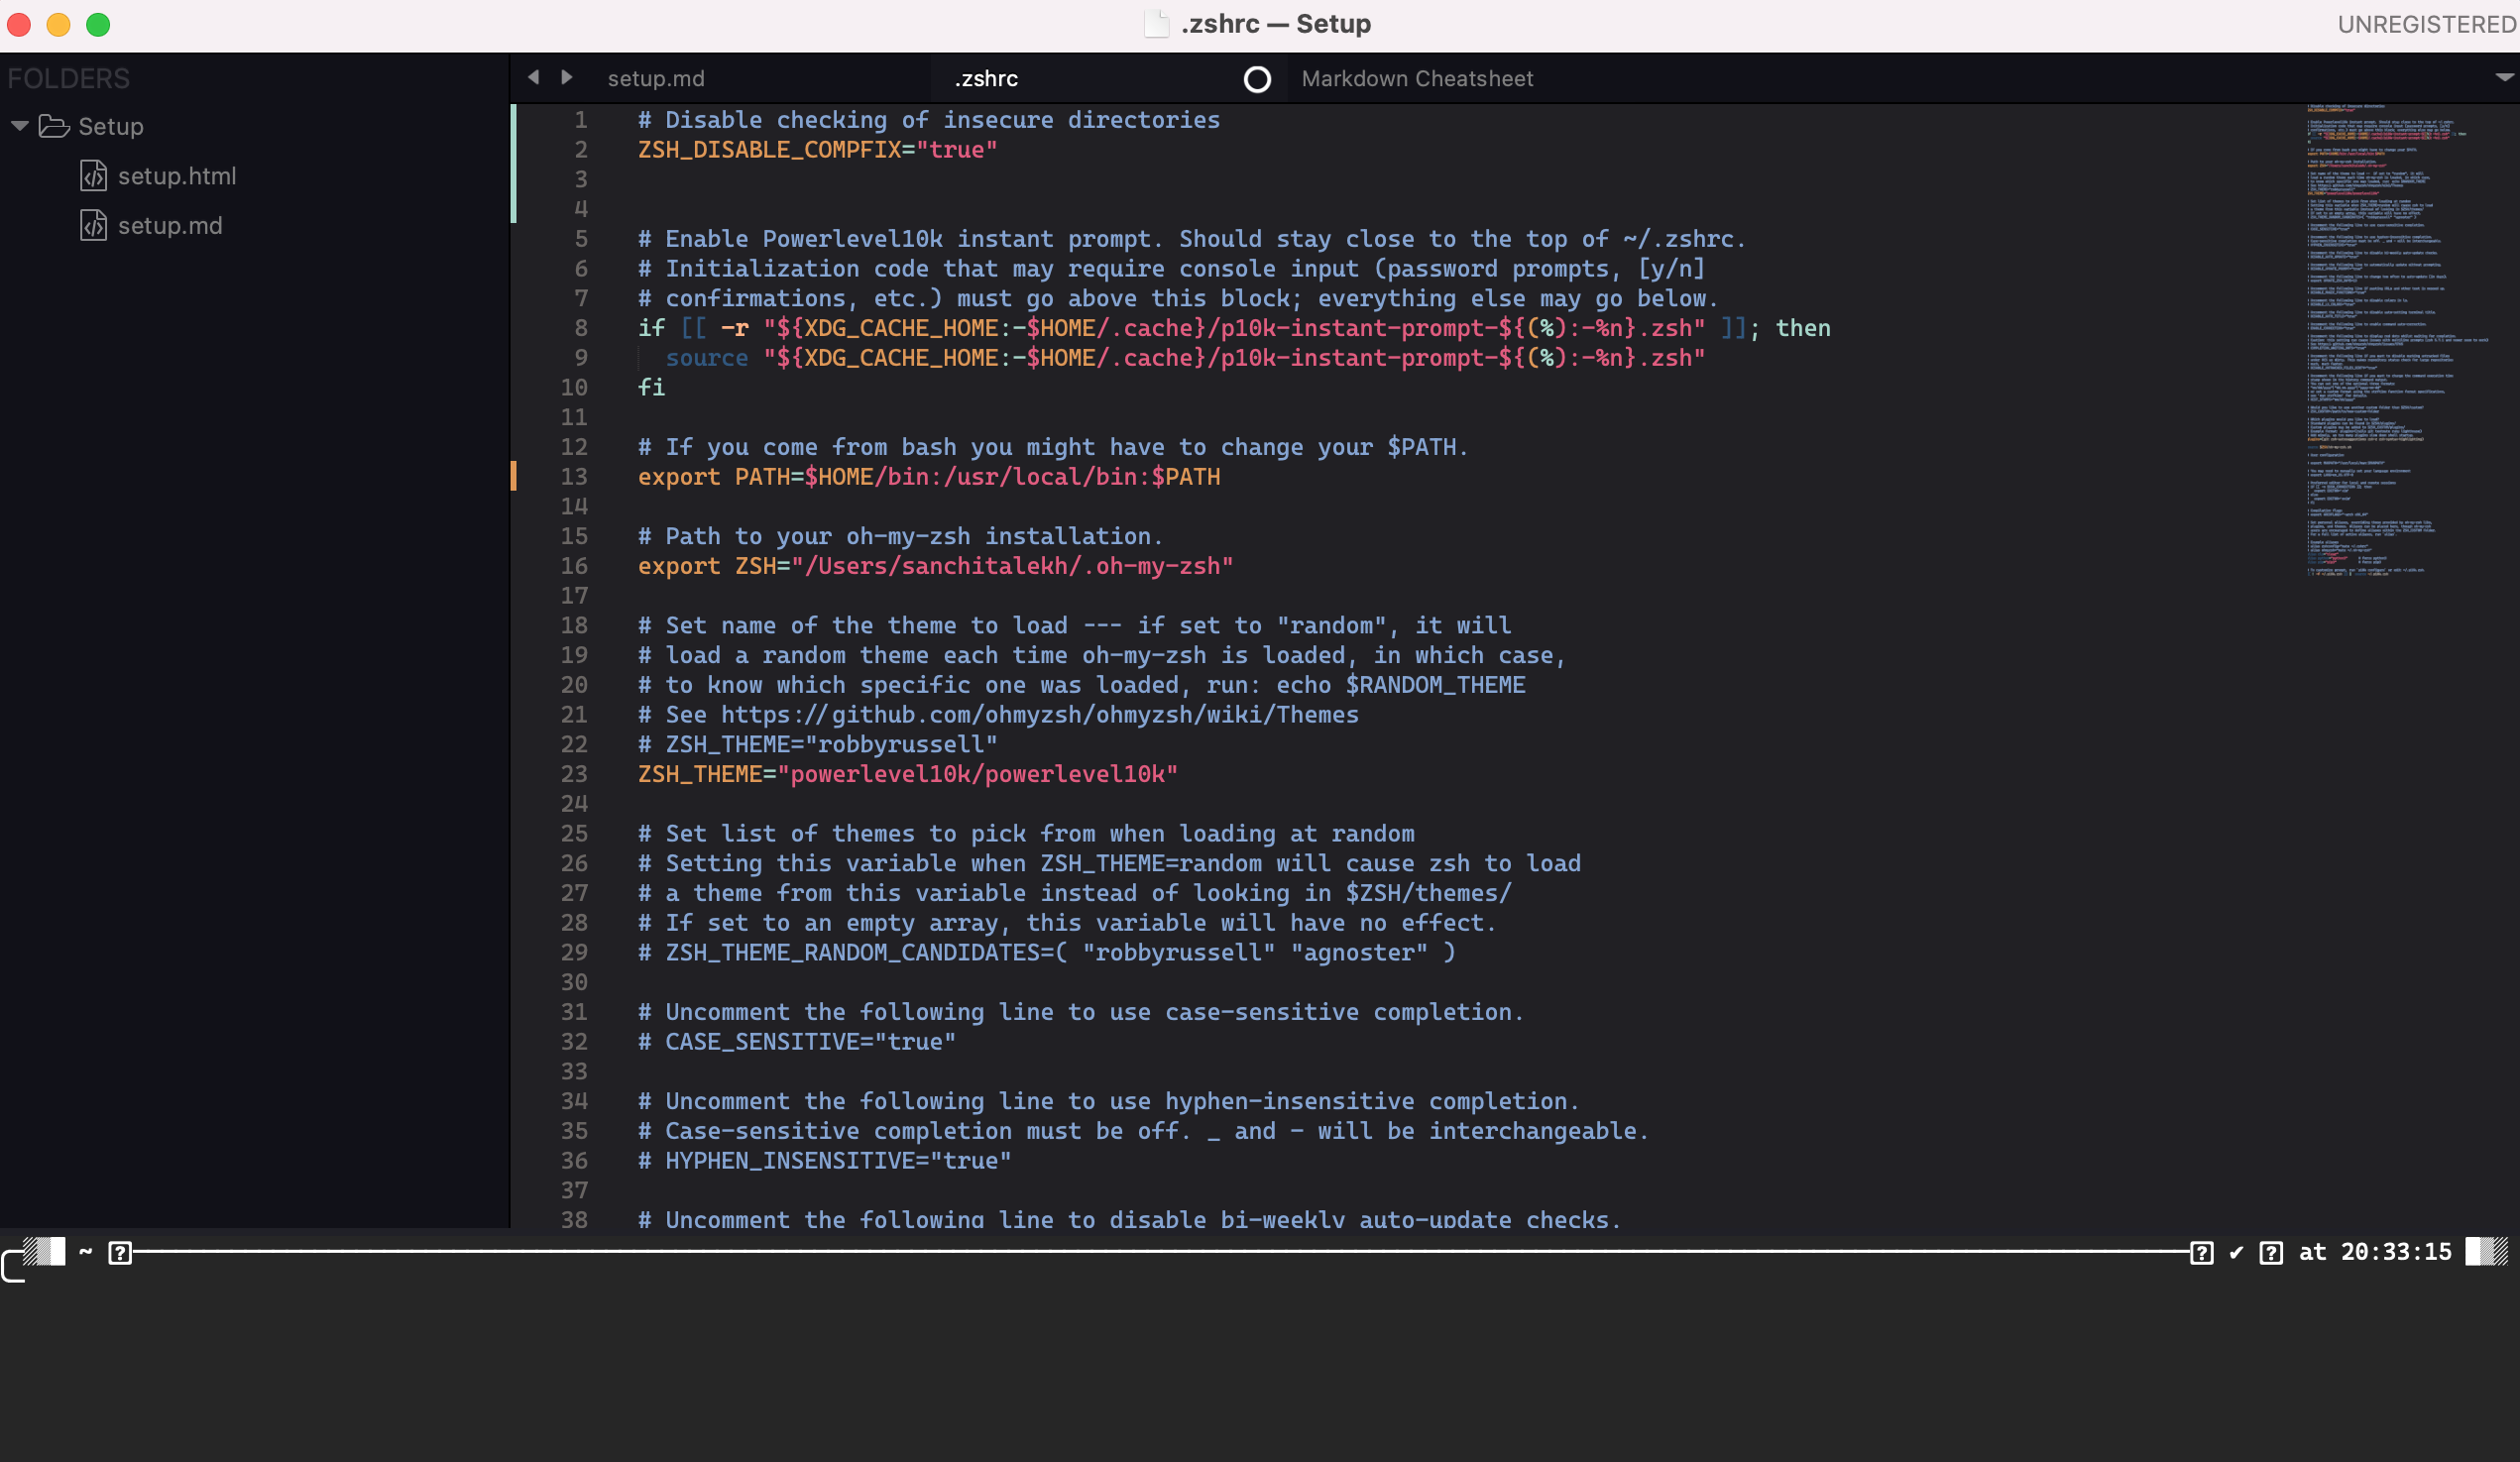 .zshrc — Setup
UNREGISTERED
FOLDERS
Setup
setup.html
setup.md
setup.md
.zshrc
Markdown Cheatsheet
1 # Disable checking of insecure directories
2 ZSH_DISABLE_COMPFIX="true"
3
4
5 # Enable Powerlevel10k instant prompt. Should stay close to the top of ~/.zshrc.
6 # Initialization code that may require console input (password prompts, [y/n]
7 # confirmations, etc.) must go above this block; everything else may go below.
8 if [[ -r "${XDG_CACHE_HOME:-$HOME/.cache}/p10k-instant-prompt-${(%):-%n}.zsh" ]]; then
9   source "${XDG_CACHE_HOME:-$HOME/.cache}/p10k-instant-prompt-${(%):-%n}.zsh"
10 fi
11
12 # If you come from bash you might have to change your $PATH.
13 export PATH=$HOME/bin:/usr/local/bin:$PATH
14
15 # Path to your oh-my-zsh installation.
16 export ZSH="/Users/sanchitalekh/.oh-my-zsh"
17
18 # Set name of the theme to load --- if set to "random", it will
19 # load a random theme each time oh-my-zsh is loaded, in which case,
20 # to know which specific one was loaded, run: echo $RANDOM_THEME
21 # See https://github.com/ohmyzsh/ohmyzsh/wiki/Themes
22 # ZSH_THEME="robbyrussell"
23 ZSH_THEME="powerlevel10k/powerlevel10k"
24
25 # Set list of themes to pick from when loading at random
26 # Setting this variable when ZSH_THEME=random will cause zsh to load
27 # a theme from this variable instead of looking in $ZSH/themes/
28 # If set to an empty array, this variable will have no effect.
29 # ZSH_THEME_RANDOM_CANDIDATES=( "robbyrussell" "agnoster" )
30
31 # Uncomment the following line to use case-sensitive completion.
32 # CASE_SENSITIVE="true"
33
34 # Uncomment the following line to use hyphen-insensitive completion.
35 # Case-sensitive completion must be off. _ and - will be interchangeable.
36 # HYPHEN_INSENSITIVE="true"
37
38 # Uncomment the following line to disable bi-weekly auto-update checks.
~ ? ? ✔ ? at 20:33:15